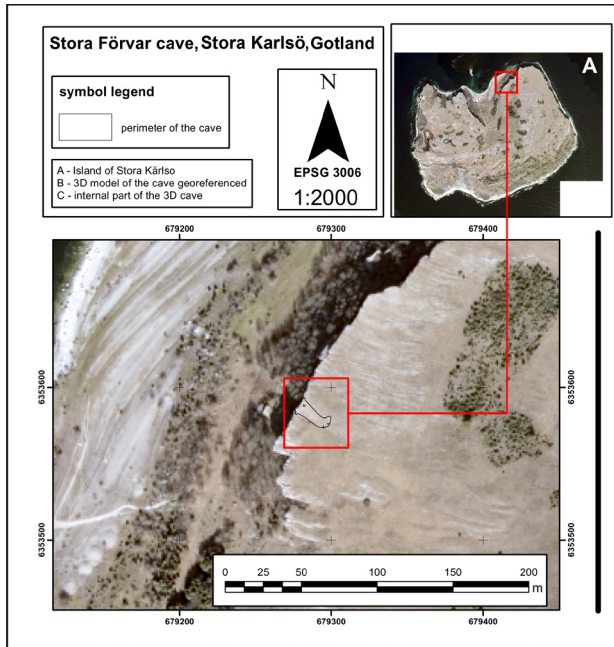 Stora Förvar cave, Stora Karlsö, Gotland
symbol legend
perimeter of the cave
A - Island of Stora Kärlso
B - 3D model of the cave georeferenced
C - internal part of the 3D cave
N
EPSG 3006
1:2000
A
679200 679300 679400
6353600 6353600
6353500 6353500
0 25 50 100 150 200
m
679200 679300 679400